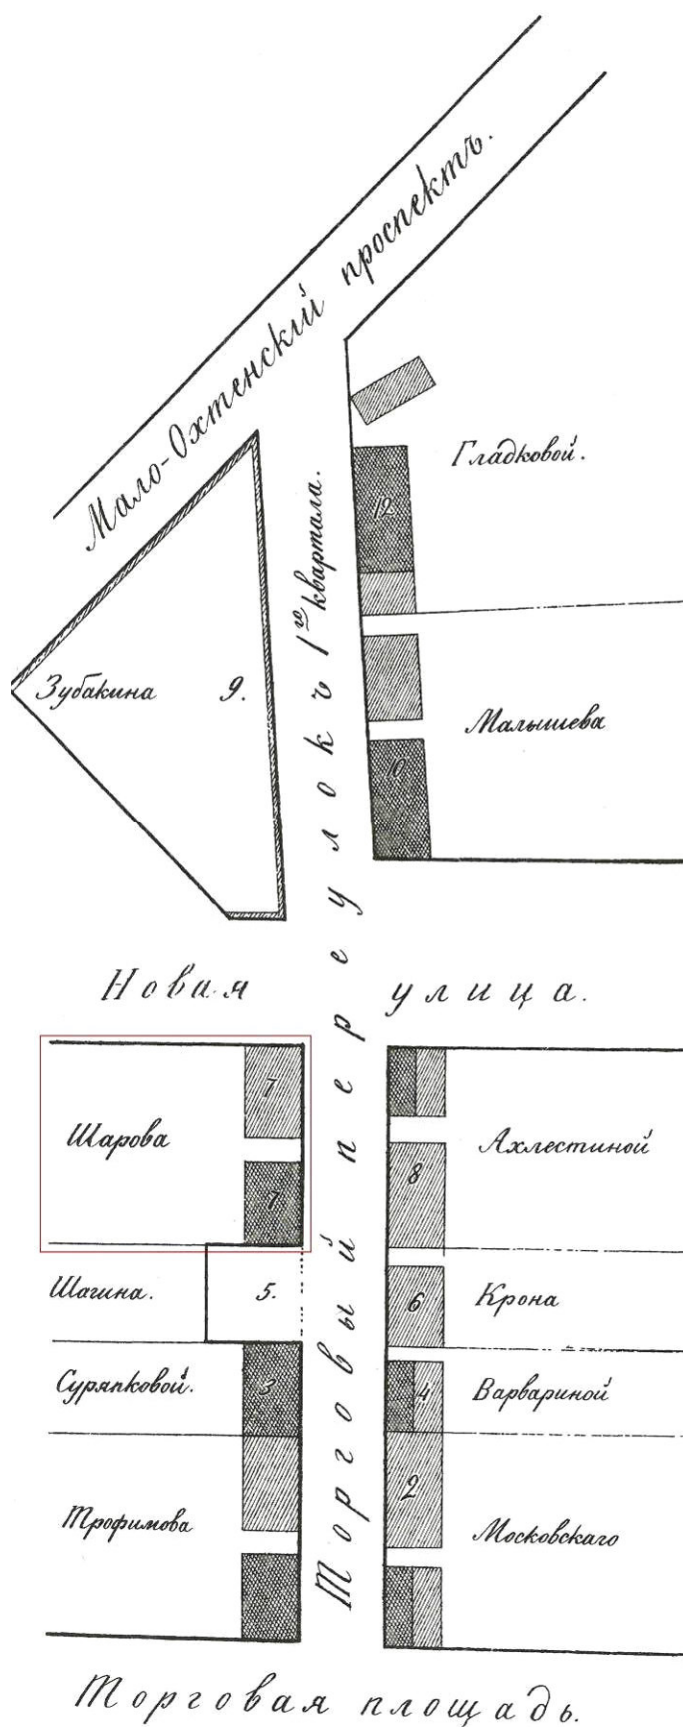 Мало-Охтенскій проспектъ.
Гладковой.
12
Торговый переулокъ 1го квартала.
Зубакина 9.
Малышева
10
Новая улица.
7
Шарова
Ахлестиной
7
8
Шагина. 5.
6 Крона
Суряпковой. 3
4 Варвариной
2
Трофимова
Московскаго
Торговая площадь.